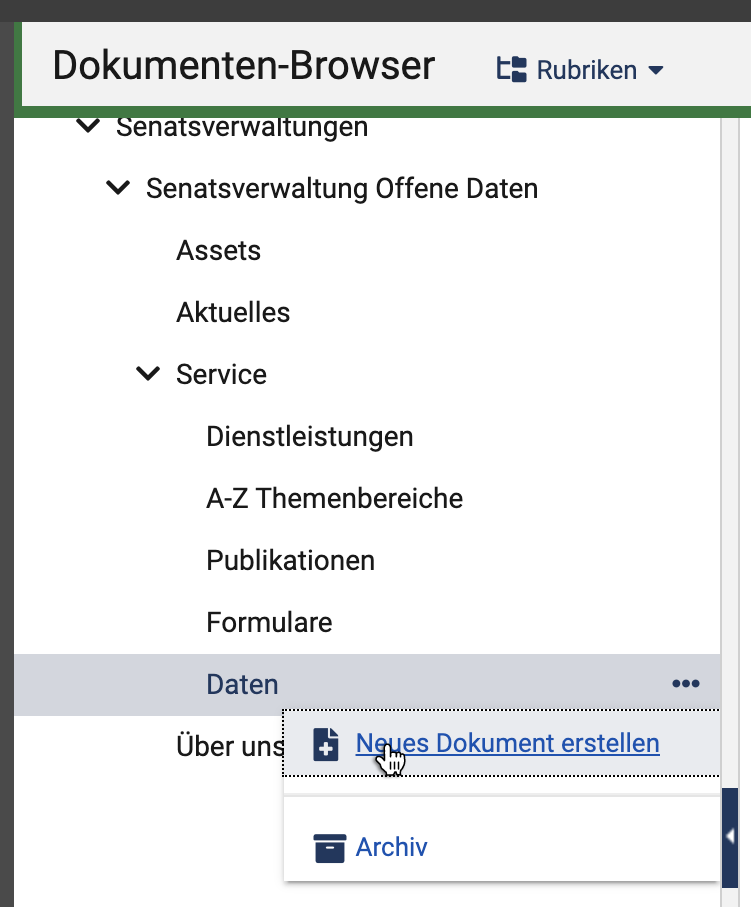 Dokumenten-Browser
Rubriken
Senatsverwaltungen
Senatsverwaltung Offene Daten
Assets
Aktuelles
Service
Dienstleistungen
A-Z Themenbereiche
Publikationen
Formulare
Daten
Über uns
Neues Dokument erstellen
Archiv